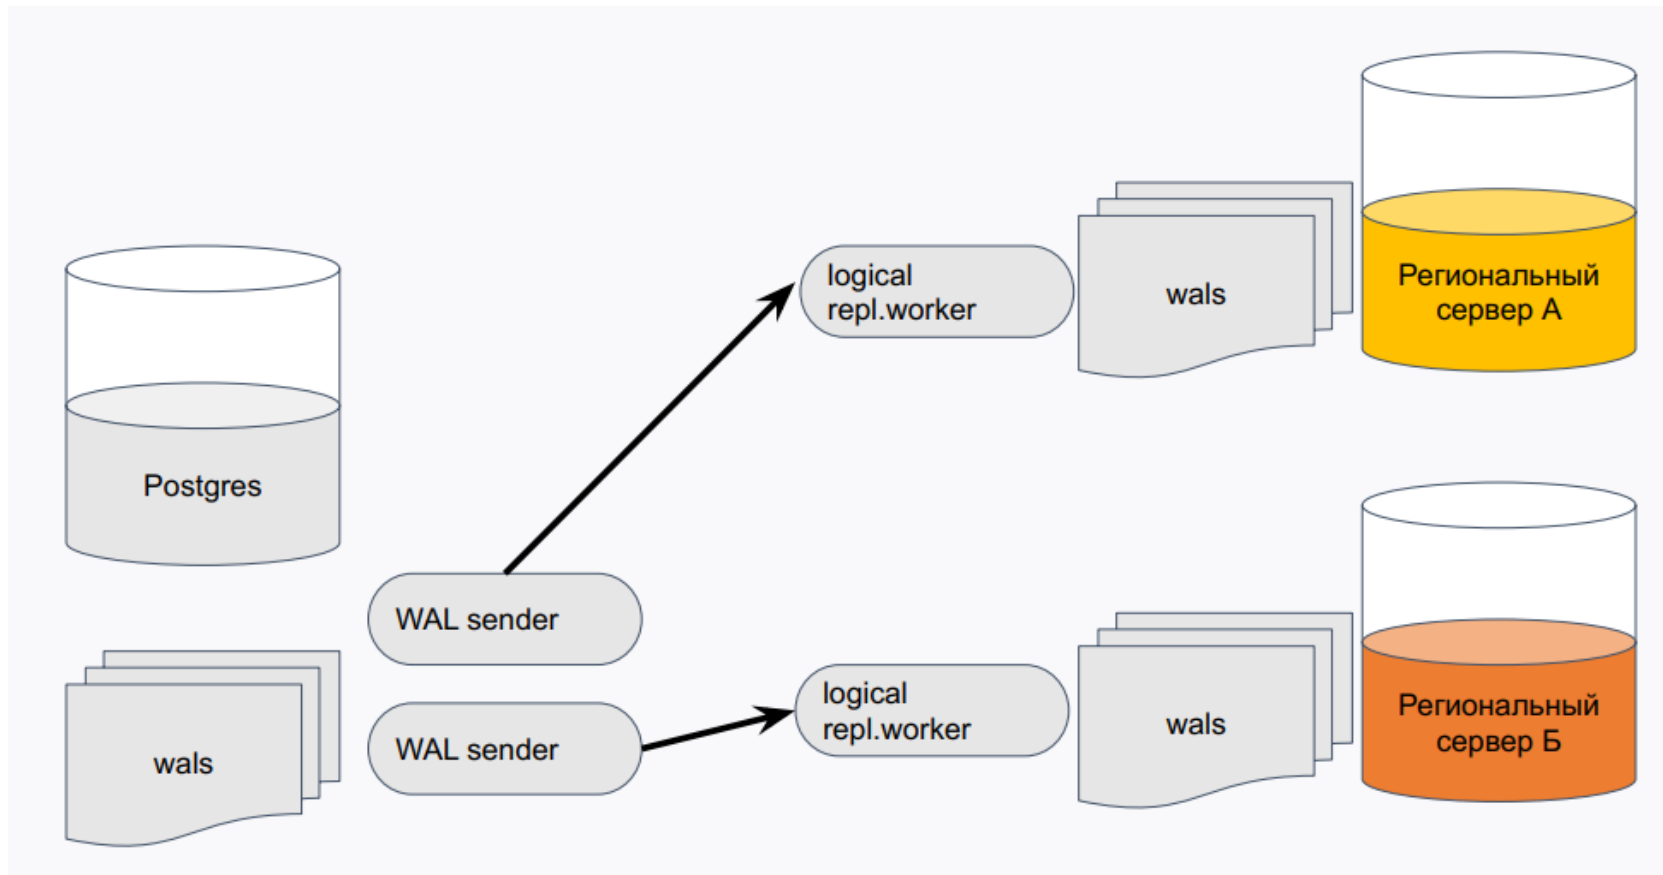 Postgres
wals
WAL sender
WAL sender
logical
repl.worker
wals
Региональный
сервер А
logical
repl.worker
wals
Региональный
сервер Б